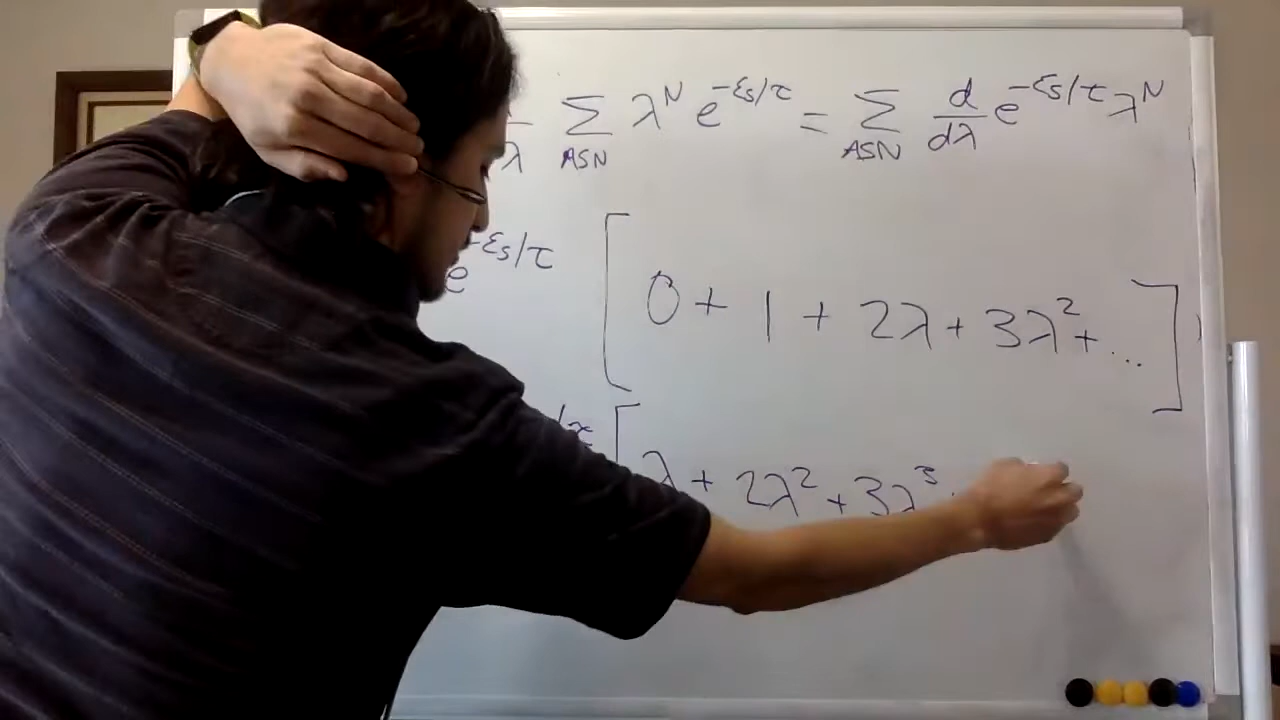 λ Σ λ^N e^{-εs/τ} = Σ d/dλ e^{-εs/τ} λ^N
ASN ASN
e^{-εs/τ} [ 0 + 1 + 2λ + 3λ² + ... ]
[ λ + 2λ² + 3λ³